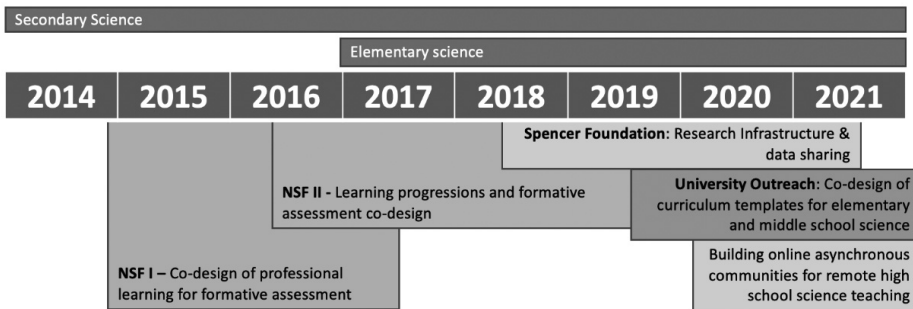 Secondary Science
Elementary science
2014 2015 2016 2017 2018 2019 2020 2021
Spencer Foundation: Research Infrastructure &
data sharing
NSF II - Learning progressions and formative
assessment co-design
University Outreach: Co-design of
curriculum templates for elementary
and middle school science
NSF I – Co-design of professional
learning for formative assessment
Building online asynchronous
communities for remote high
school science teaching